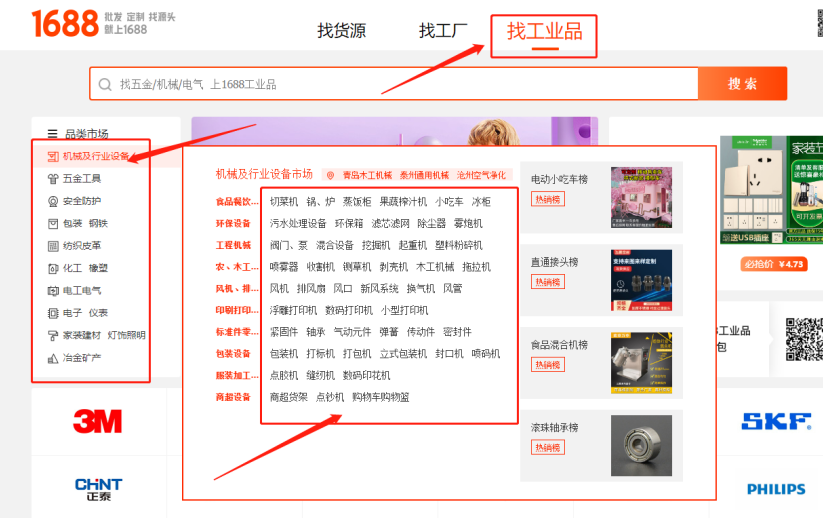 1688 批发 定制 找源头
就上1688
找货源 找工厂 找工业品
找五金/机械/电气 上1688工业品
搜 索
品类市场
机械及行业设备
五金工具
安全防护
包装 钢铁
纺织皮革
化工 橡塑
电工电气
电子 仪表
家装建材 灯饰照明
冶金矿产
机械及行业设备市场 青岛木工机械 泰州通用机械 沧州空气净化
食品餐饮... 切菜机 锅、炉 蒸饭柜 果蔬榨汁机 小吃车 冰柜
环保设备 污水处理设备 环保箱 滤芯滤网 除尘器 雾炮机
工程机械 阀门、泵 混合设备 挖掘机 起重机 塑料粉碎机
农、木工... 喷雾器 收割机 铡草机 剥壳机 木工机械 拖拉机
风机、排... 风机 排风扇 风口 新风系统 换气机 风管
印刷打印... 浮雕打印机 数码打印机 小型打印机
标准件零... 紧固件 轴承 气动元件 弹簧 传动件 密封件
包装设备 包装机 打标机 打包机 立式包装机 封口机 喷码机
服装加工... 点胶机 缝纫机 数码印花机
商超设备 商超货架 点钞机 购物车购物篮
电动小吃车榜
热销榜
直通接头榜
热销榜
支持来图来样定制
食品混合机榜
热销榜
滚珠轴承榜
热销榜
家装节
送USB插座
必抢价 ¥4.73
工业品
包
3M
CHNT
正泰
SKF
PHILIPS